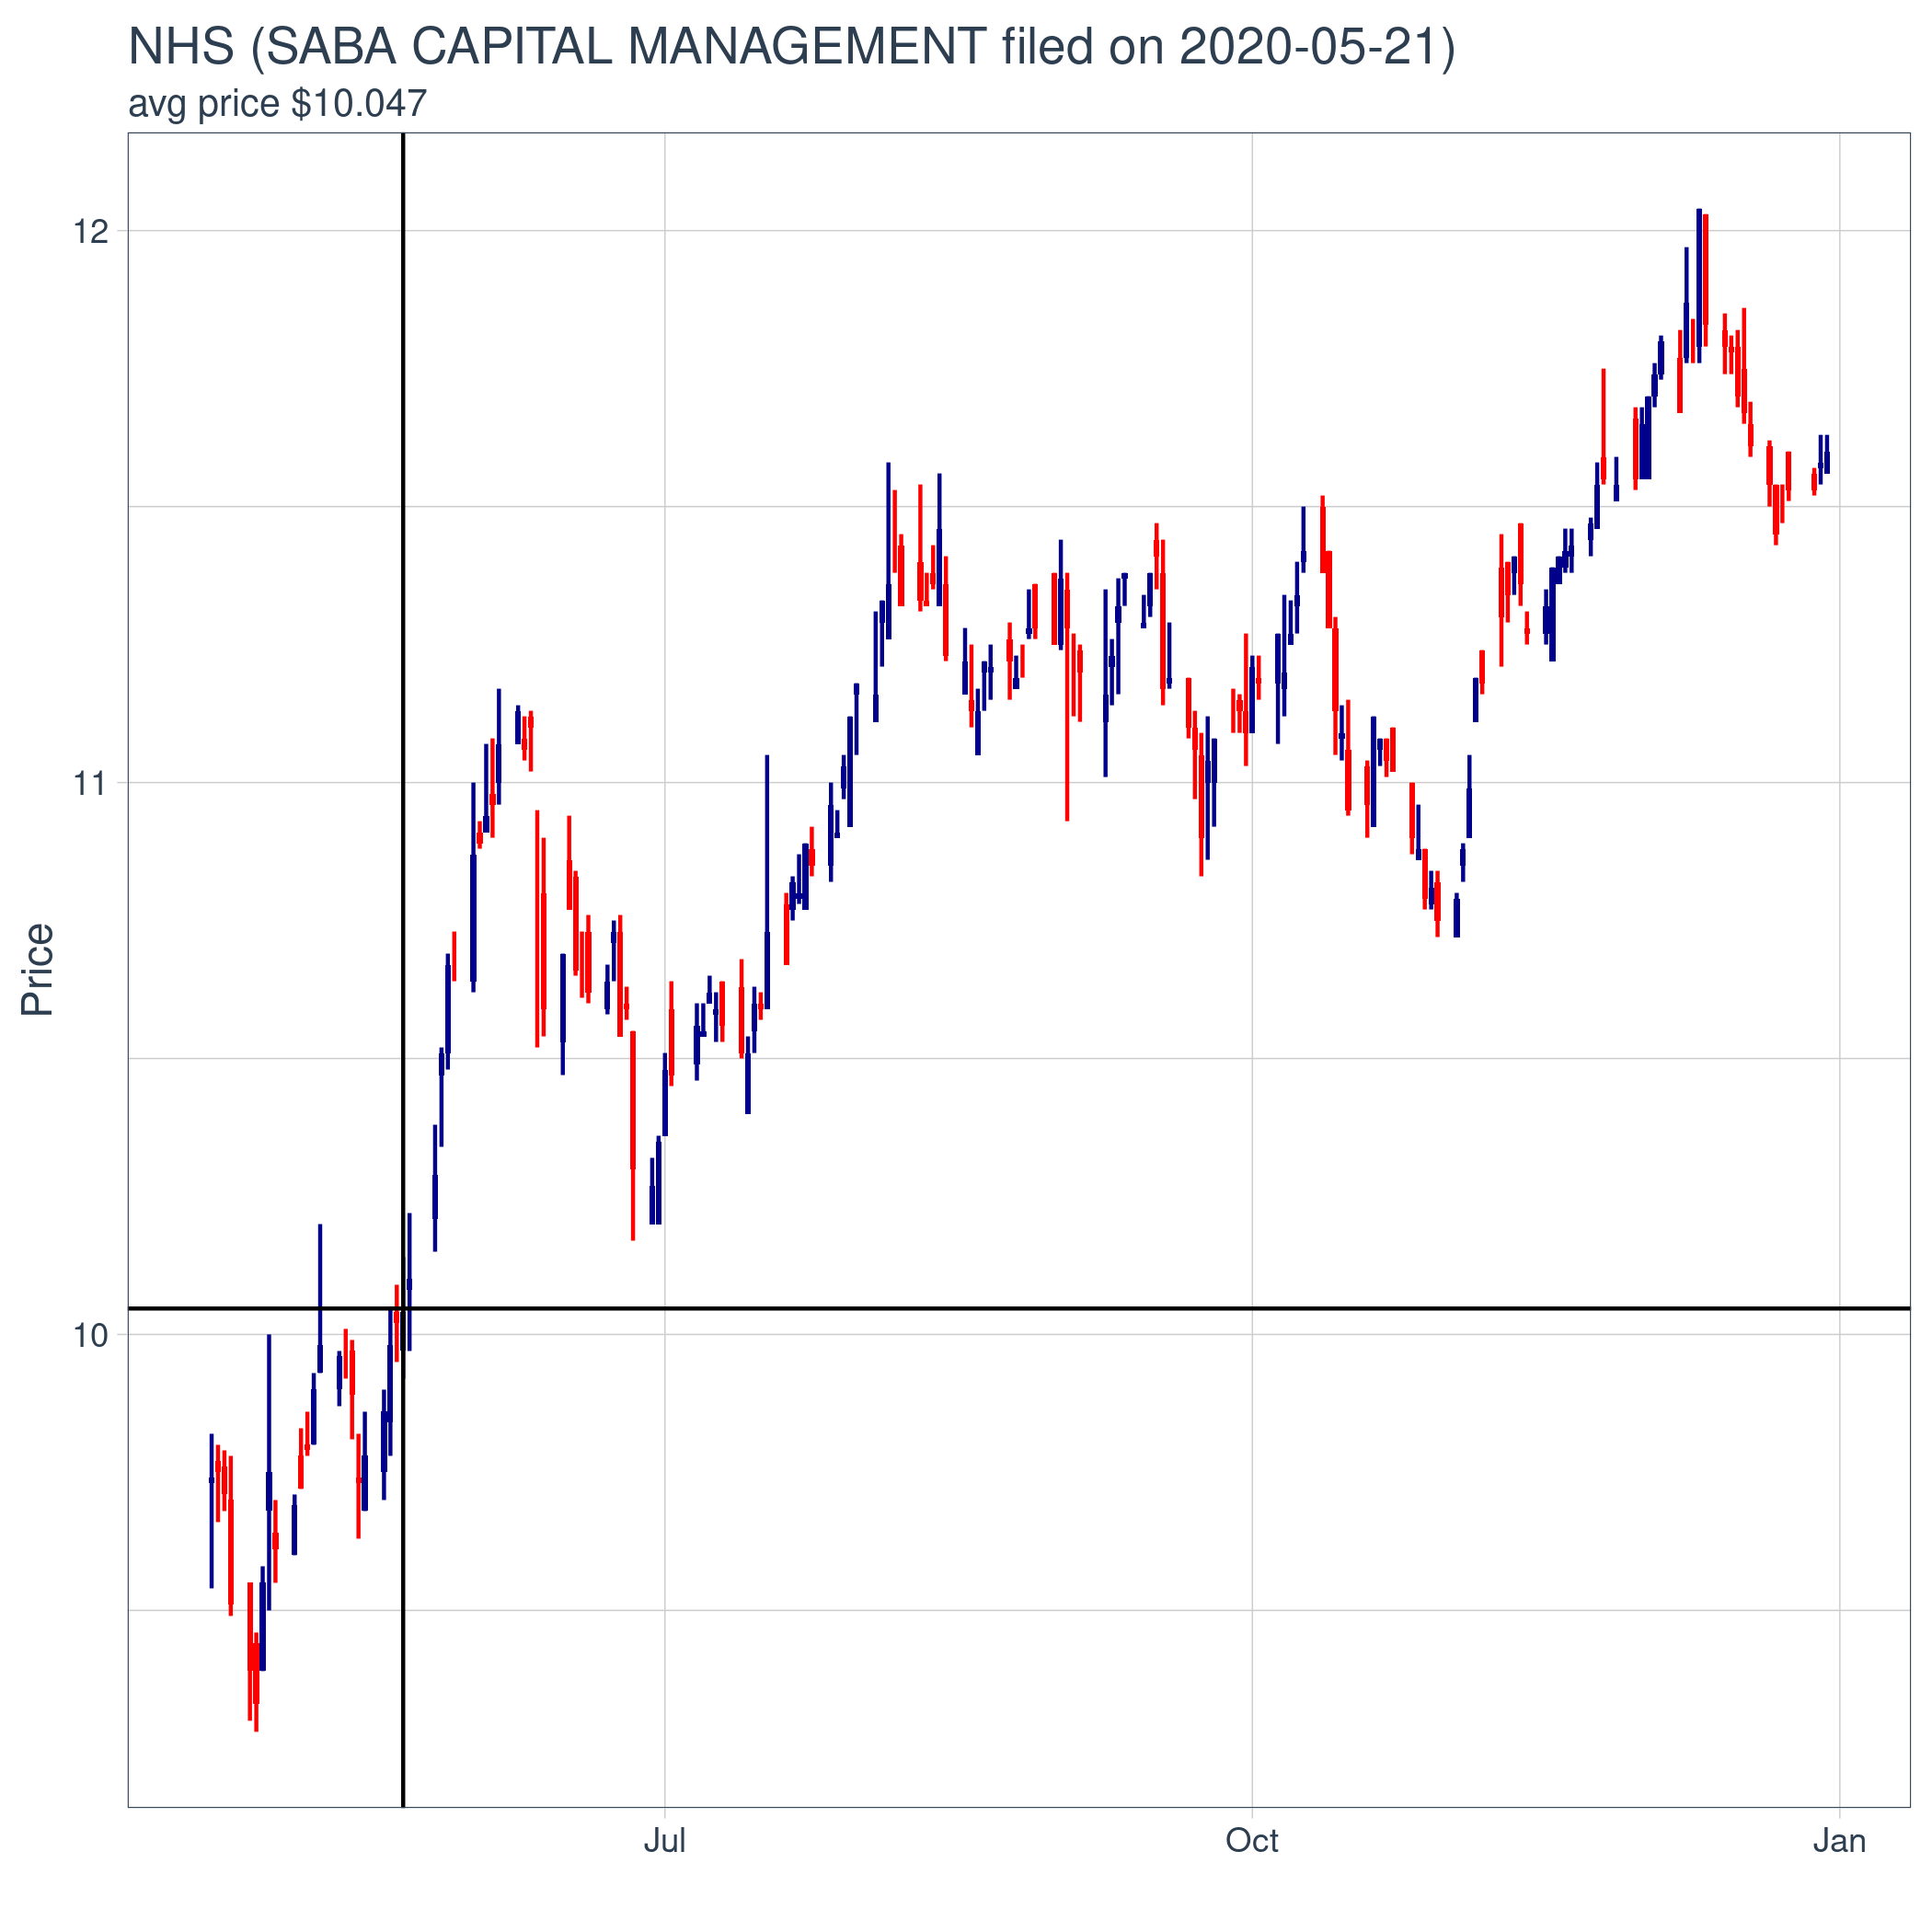 NHS (SABA CAPITAL MANAGEMENT filed on 2020-05-21)
avg price $10.047
12
11
10
Price
Jul
Oct
Jan